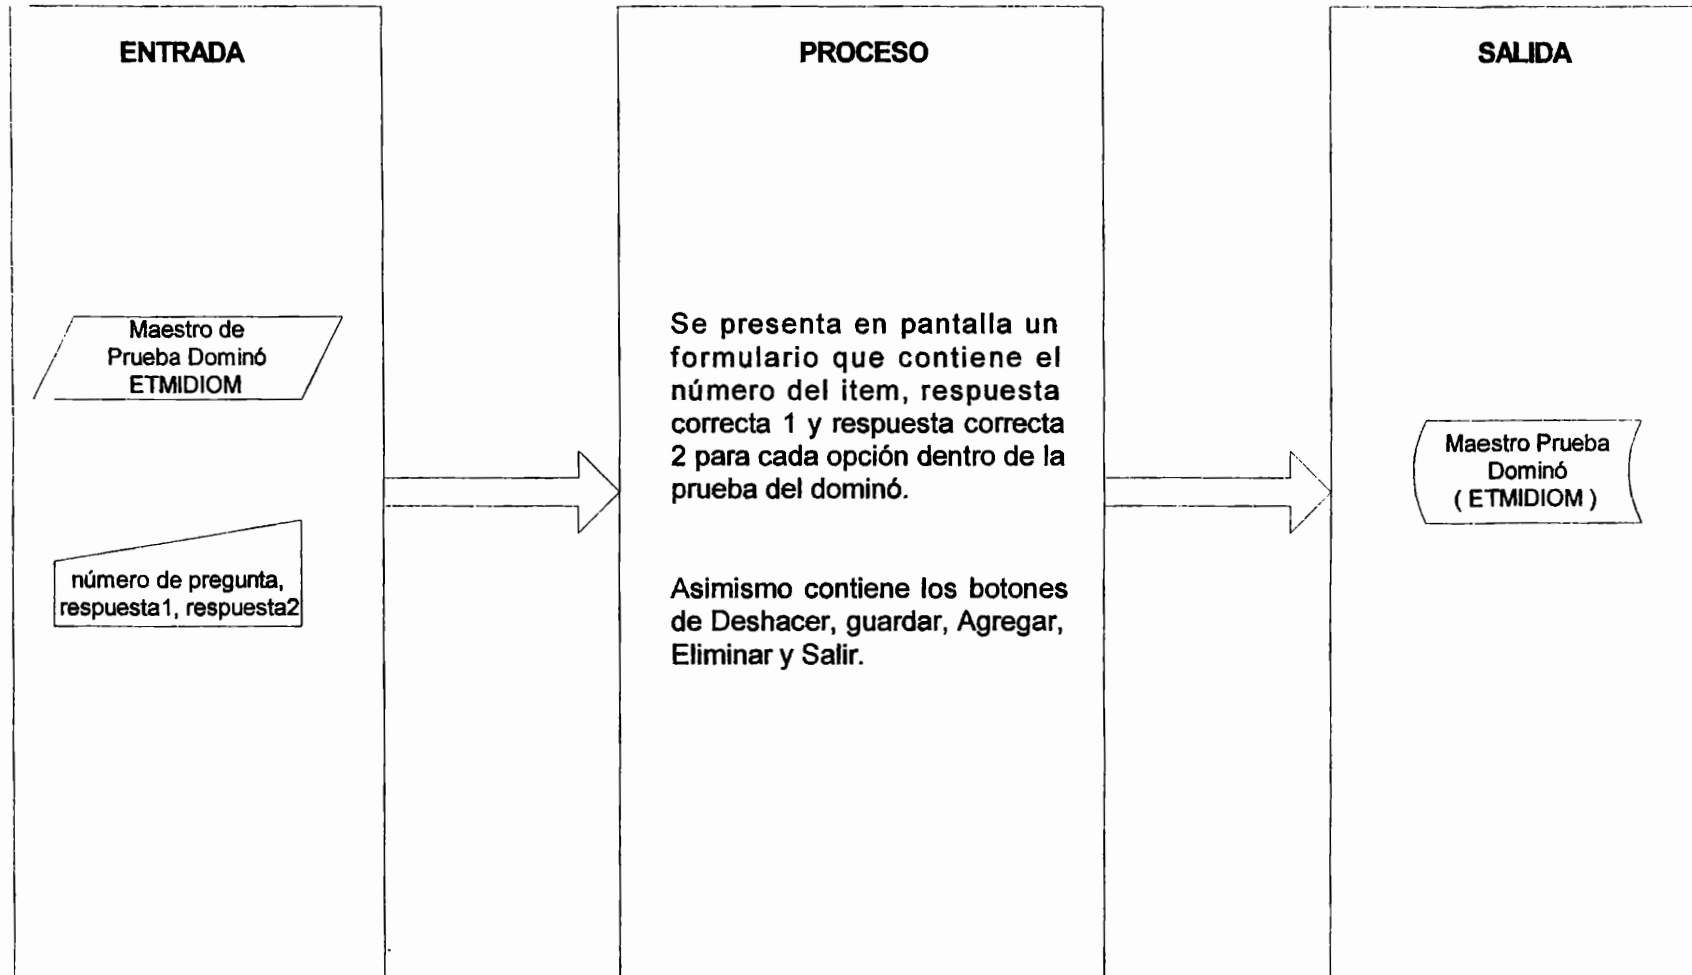 ENTRADA
Maestro de
Prueba Dominó
ETMIDIOM
número de pregunta,
respuesta1, respuesta2
PROCESO
Se presenta en pantalla un
formulario que contiene el
número del item, respuesta
correcta 1 y respuesta correcta
2 para cada opción dentro de la
prueba del dominó.
Asimismo contiene los botones
de Deshacer, guardar, Agregar,
Eliminar y Salir.
SALIDA
Maestro Prueba
Dominó
( ETMIDIOM )